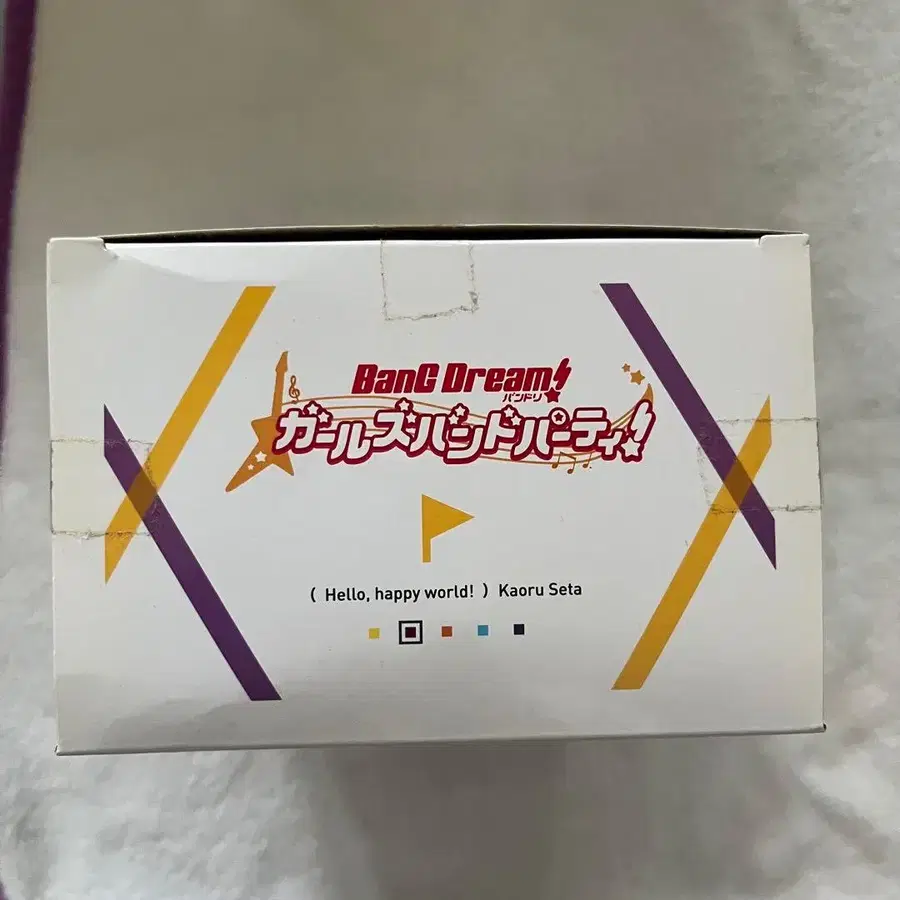 BanG Dream!
バンドリ
ガールズバンドパーティ!
( Hello, happy world! ) Kaoru Seta